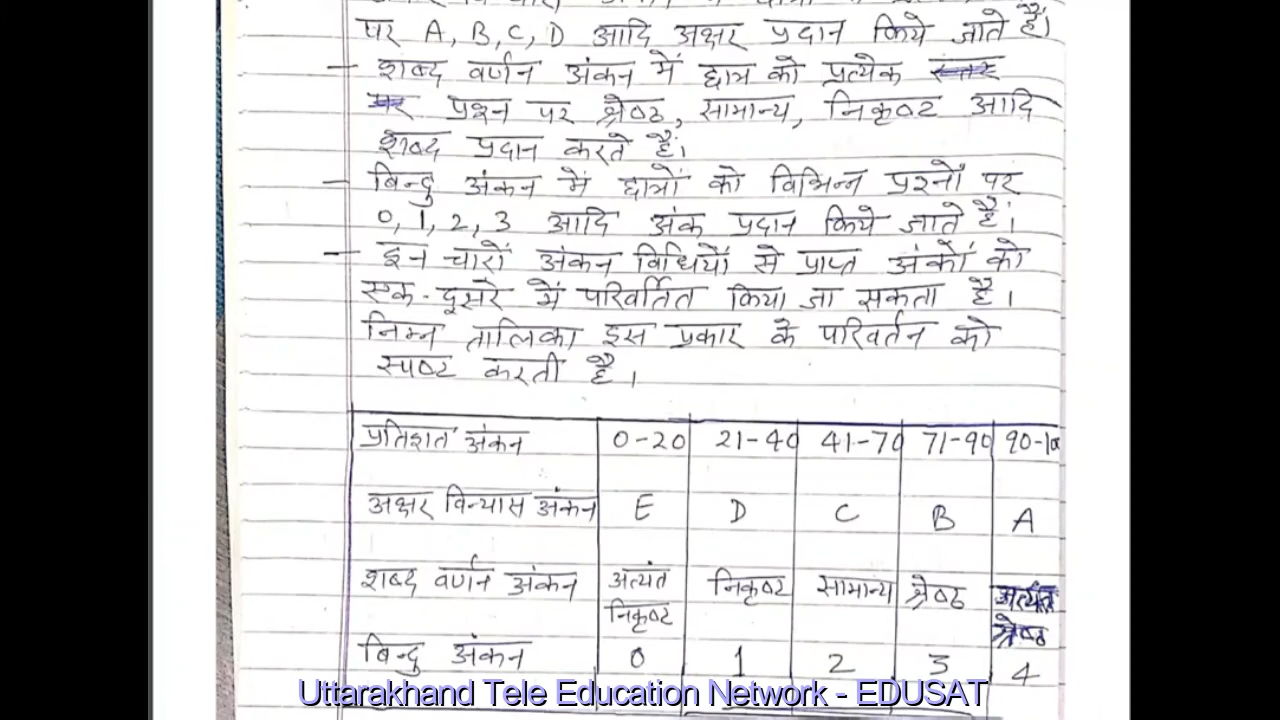 पर A, B, C, D आदि अक्षर प्रदान किये जाते हैं।
– शब्द वर्णन अंकन में छात्र को प्रत्येक स्तर
पर प्रश्न पर श्रेष्ठ, सामान्य, निकृष्ट आदि
शब्द प्रदान करते हैं।
– बिन्दु अंकन में छात्रों को विभिन्न प्रश्नों पर
0, 1, 2, 3 आदि अंक प्रदान किये जाते हैं।
– इन चारों अंकन विधियों से प्राप्त अंकों को
एक-दूसरे में परिवर्तित किया जा सकता है।
निम्न तालिका इस प्रकार के परिवर्तन को
स्पष्ट करती है।
प्रतिशत अंकन 0-20 21-40 41-70 71-90 90-100
अक्षर विन्यास अंकन E D C B A
शब्द वर्णन अंकन अत्यंत निकृष्ट सामान्य श्रेष्ठ अत्यंत
निकृष्ट श्रेष्ठ
बिन्दु अंकन 0 1 2 3 4
Uttarakhand Tele Education Network - EDUSAT